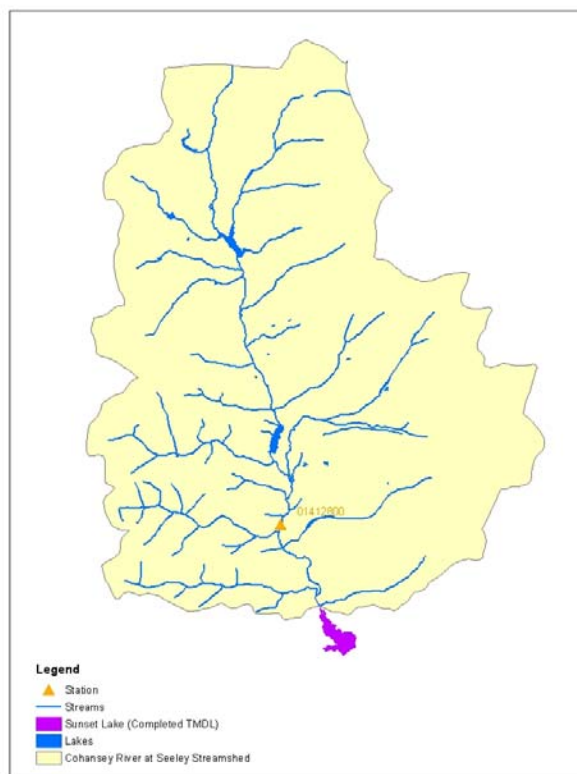 01412800
Legend
Station
Streams
Sunset Lake (Completed TMDL)
Lakes
Cohansey River at Seeley Streamshed